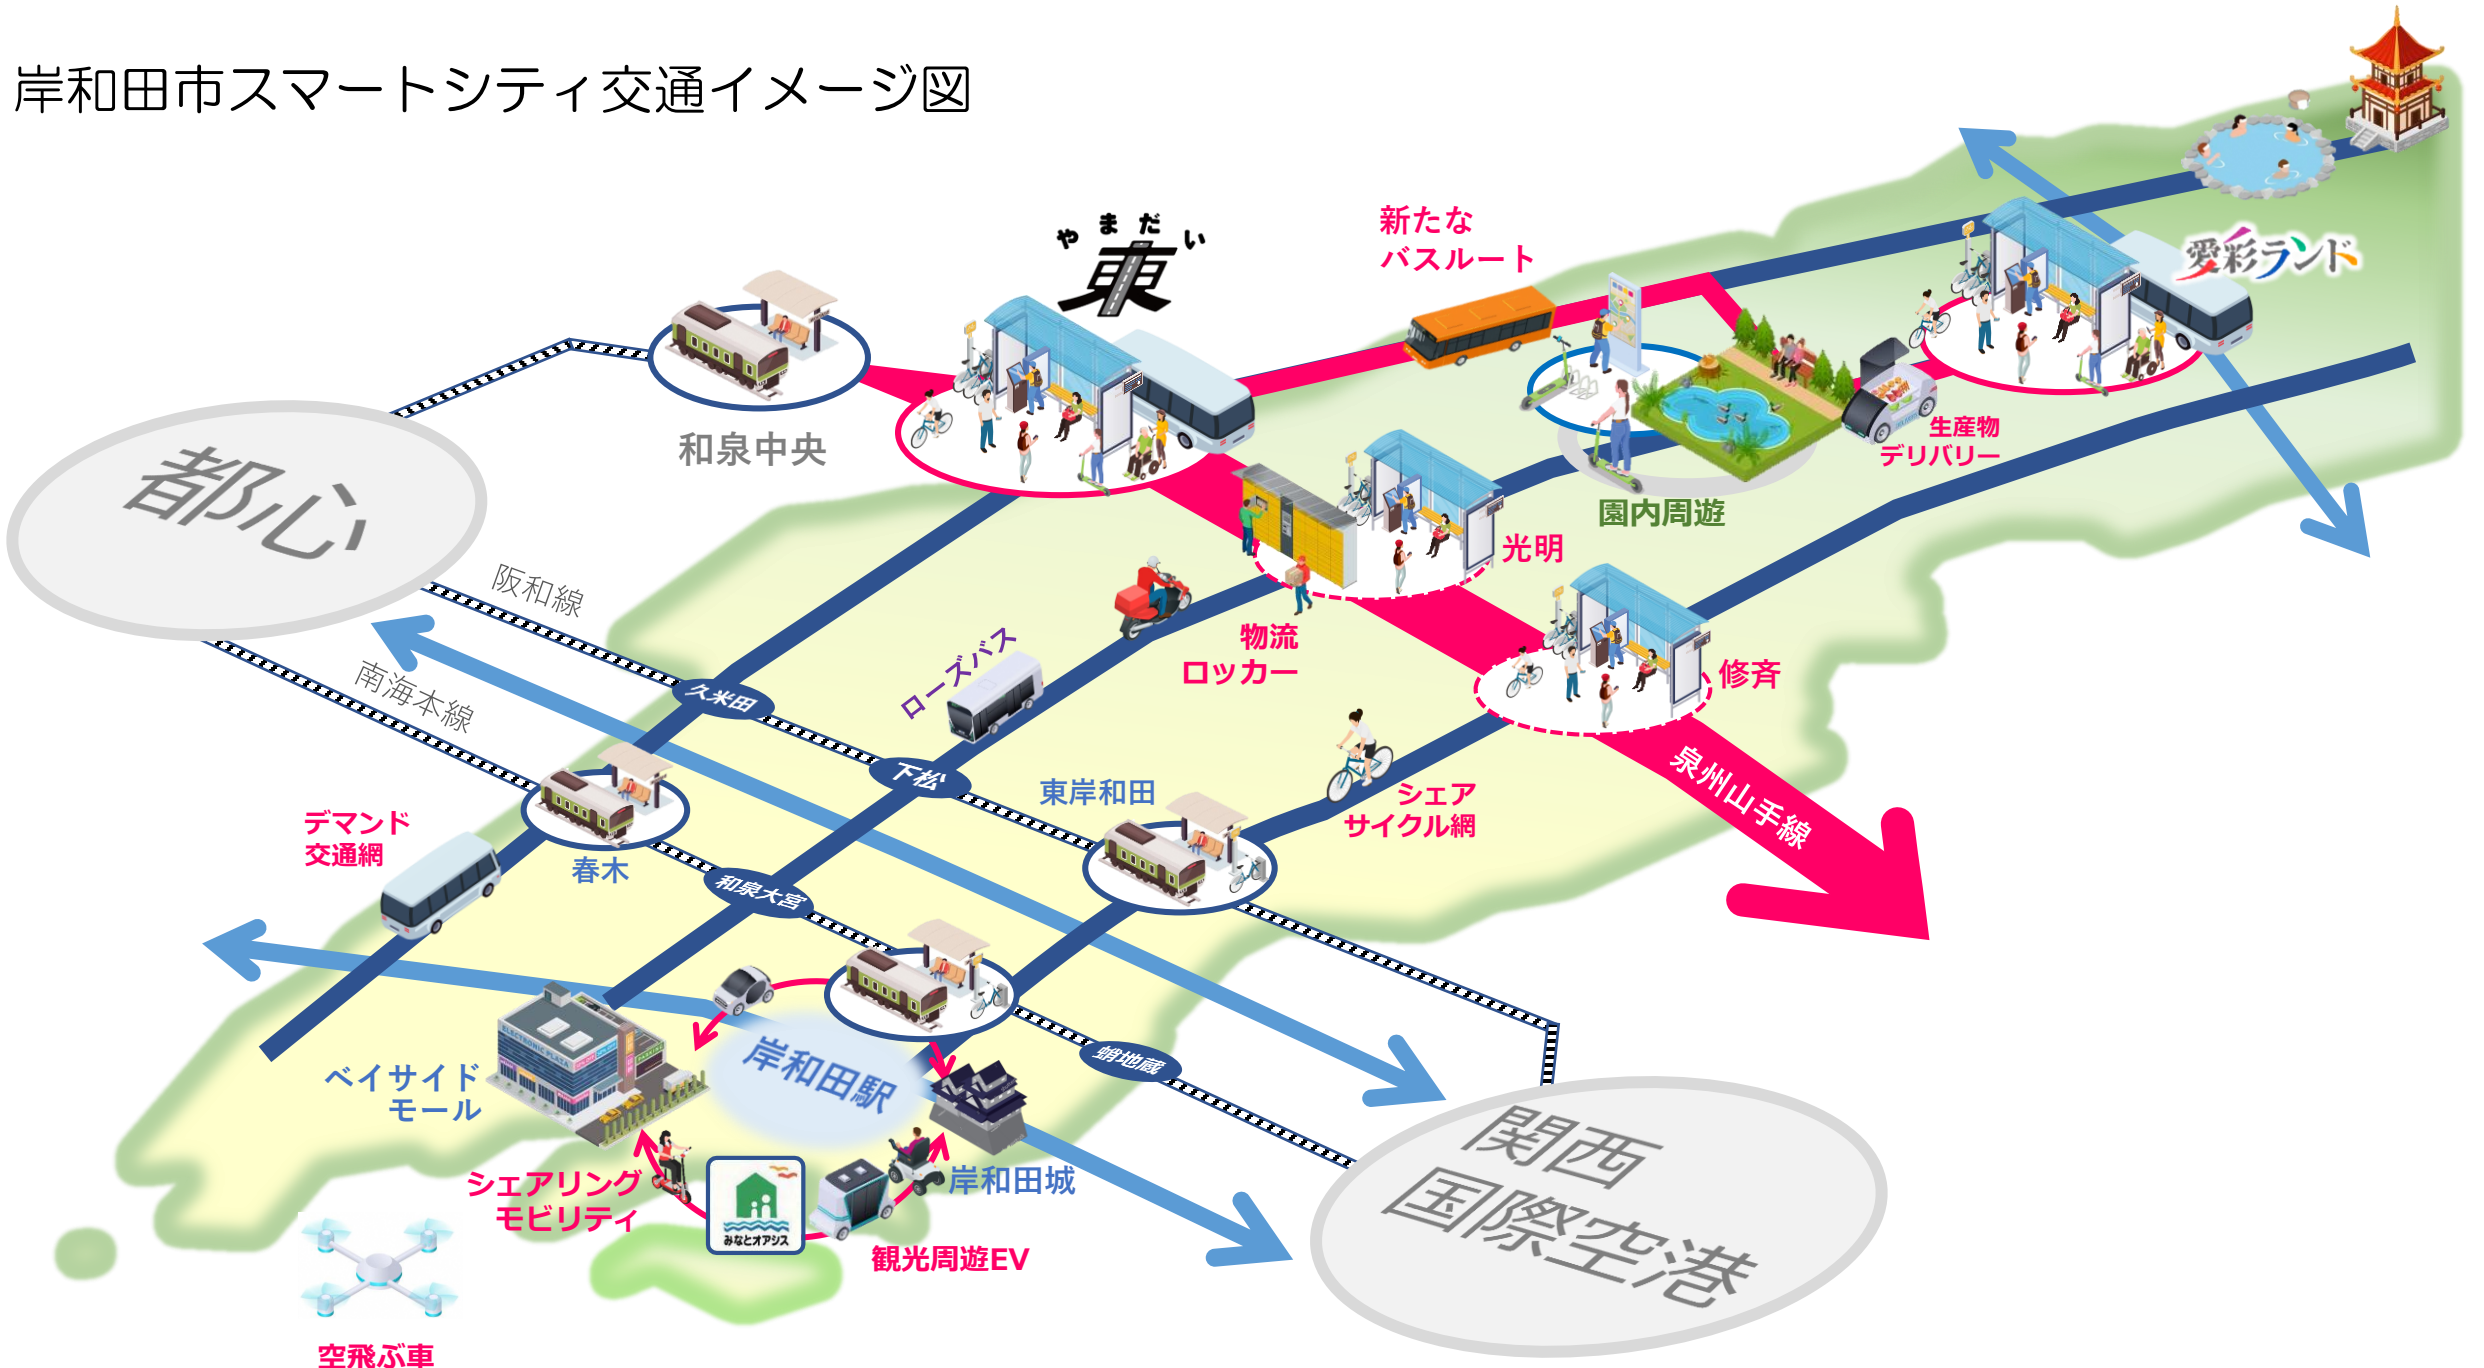 岸和田市スマートシティ交通イメージ図
やまだい
東
新たな
バスルート
愛彩ランド
和泉中央
都心
生産物
デリバリー
園内周遊
光明
阪和線
物流
ロッカー
ローズバス
南海本線
修斉
久米田
泉州山手線
下松
東岸和田
シェア
サイクル網
デマンド
交通網
春木
和泉大宮
ELECTRONIC PLAZA
岸和田駅
蛸地蔵
ベイサイド
モール
関西
国際空港
シェアリング
モビリティ
岸和田城
みなとオアシス
観光周遊EV
空飛ぶ車